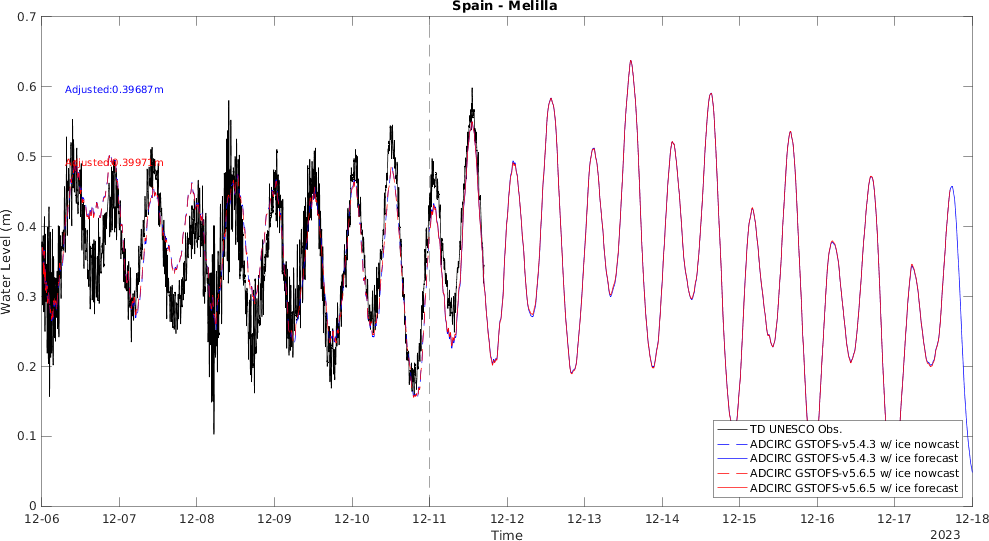 Spain - Melilla
0.7
0.6
0.5
0.4
0.3
0.2
0.1
0
Water Level (m)
Adjusted:0.39687m
TD UNESCO Obs.
ADCIRC GSTOFS-v5.4.3 w/ ice nowcast
ADCIRC GSTOFS-v5.4.3 w/ ice forecast
ADCIRC GSTOFS-v5.6.5 w/ ice nowcast
ADCIRC GSTOFS-v5.6.5 w/ ice forecast
12-06 12-07 12-08 12-09 12-10 12-11 12-12 12-13 12-14 12-15 12-16 12-17 12-18
Time
2023